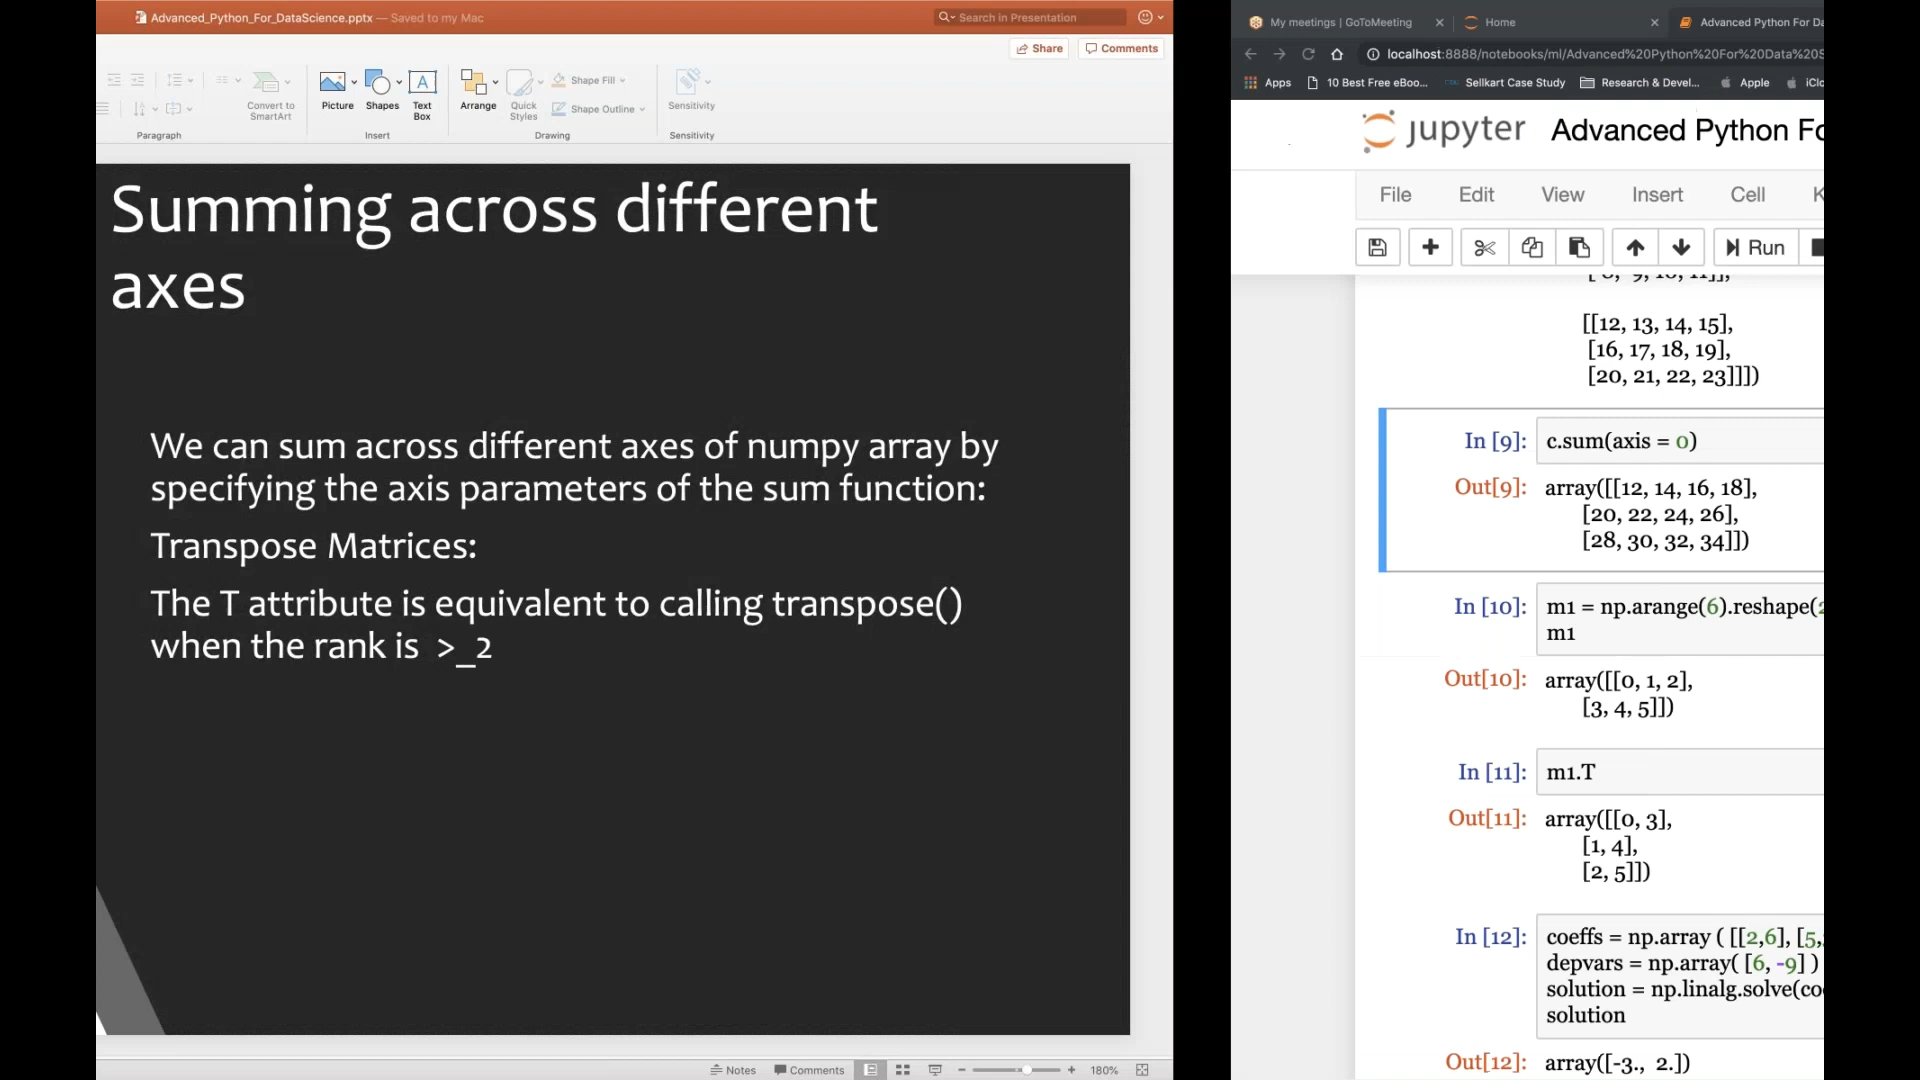 Advanced_Python_For_DataScience.pptx — Saved to my Mac
Search in Presentation
Share
Comments
Convert to
SmartArt
Picture
Shapes
Text
Box
Arrange
Quick
Styles
Shape Fill
Shape Outline
Sensitivity
Paragraph
Insert
Drawing
Sensitivity
Summing across different
axes
We can sum across different axes of numpy array by
specifying the axis parameters of the sum function:
Transpose Matrices:
The T attribute is equivalent to calling transpose()
when the rank is >_2
Notes
Comments
180%
My meetings | GoToMeeting
Home
Advanced Python For Da
localhost:8888/notebooks/ml/Advanced%20Python%20For%20Data%20S
Apps
10 Best Free eBoo...
Sellkart Case Study
Research & Devel...
Apple
iClo
jupyter Advanced Python Fo
File Edit View Insert Cell K
Run
[ 8, 9, 10, 11]],
[[12, 13, 14, 15],
[16, 17, 18, 19],
[20, 21, 22, 23]]])
In [9]: c.sum(axis = 0)
Out[9]: array([[12, 14, 16, 18],
[20, 22, 24, 26],
[28, 30, 32, 34]])
In [10]: m1 = np.arange(6).reshape(2
m1
Out[10]: array([[0, 1, 2],
[3, 4, 5]])
In [11]: m1.T
Out[11]: array([[0, 3],
[1, 4],
[2, 5]])
In [12]: coeffs = np.array ( [[2,6], [5,
depvars = np.array( [6, -9] )
solution = np.linalg.solve(co
solution
Out[12]: array([-3., 2.])